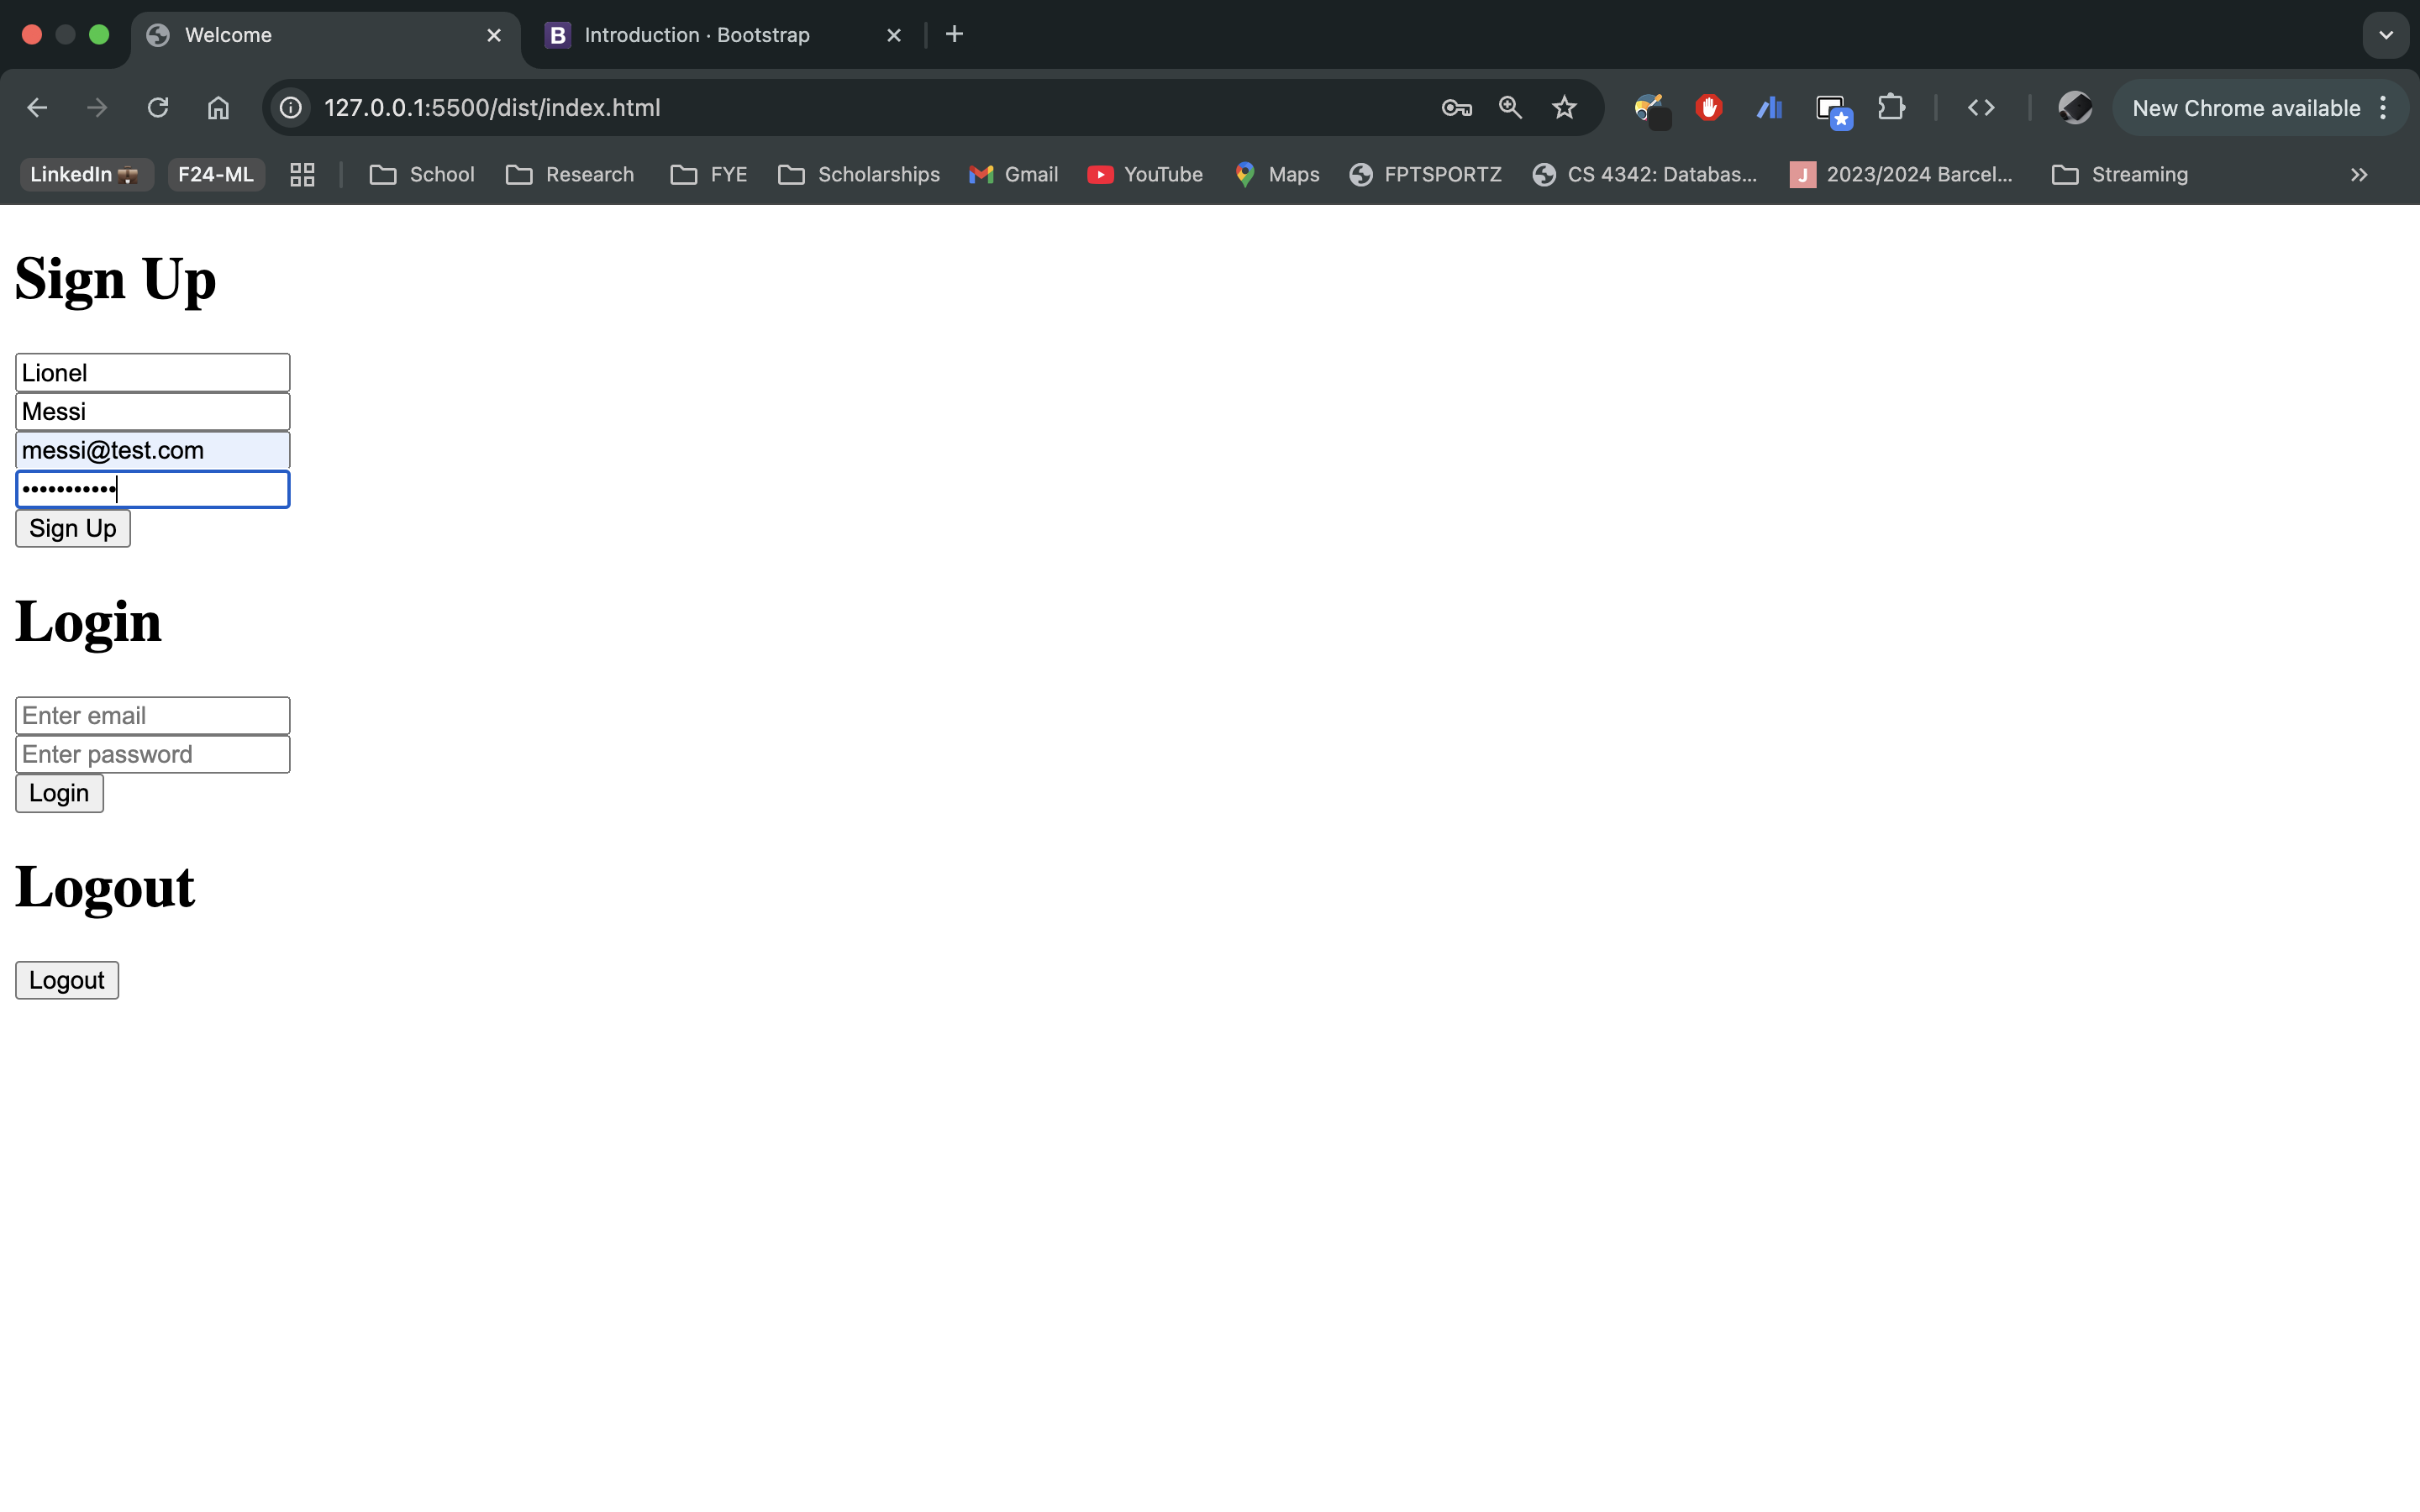 Welcome
Introduction · Bootstrap
127.0.0.1:5500/dist/index.html
New Chrome available
LinkedIn 💼
F24-ML
School
Research
FYE
Scholarships
Gmail
YouTube
Maps
FPTSPORTZ
CS 4342: Databas...
2023/2024 Barcel...
Streaming
Sign Up
Lionel
Messi
messi@test.com
•••••••••••
Sign Up
Login
Enter email
Enter password
Login
Logout
Logout